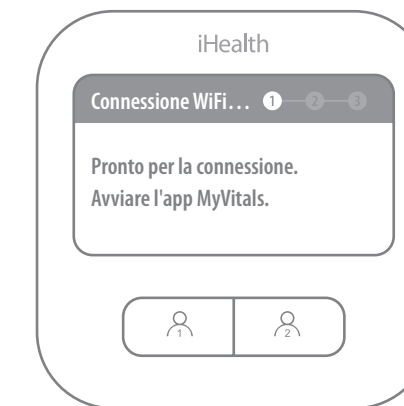 iHealth
Connessione WiFi... 1 2 3
Pronto per la connessione.
Avviare l'app MyVitals.
1 2